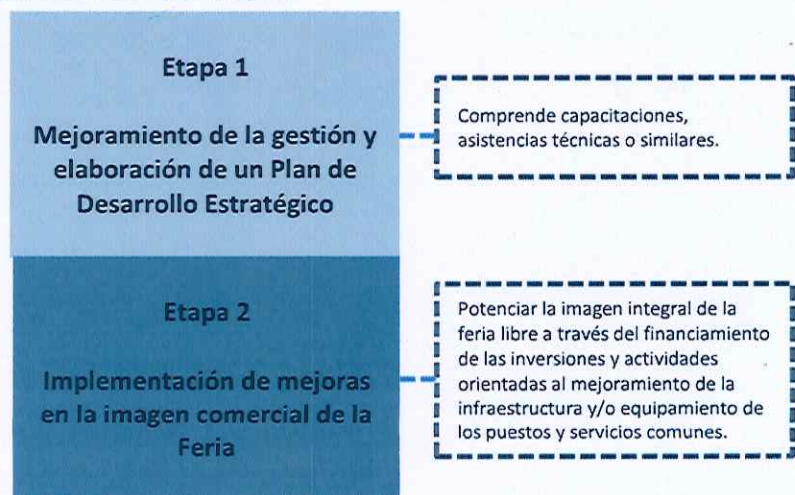 Etapa 1
Mejoramiento de la gestión y
elaboración de un Plan de
Desarrollo Estratégico
Comprende capacitaciones,
asistencias técnicas o similares.
Etapa 2
Implementación de mejoras
en la imagen comercial de la
Feria
Potenciar la imagen integral de la
feria libre a través del financiamiento
de las inversiones y actividades
orientadas al mejoramiento de la
infraestructura y/o equipamiento de
los puestos y servicios comunes.